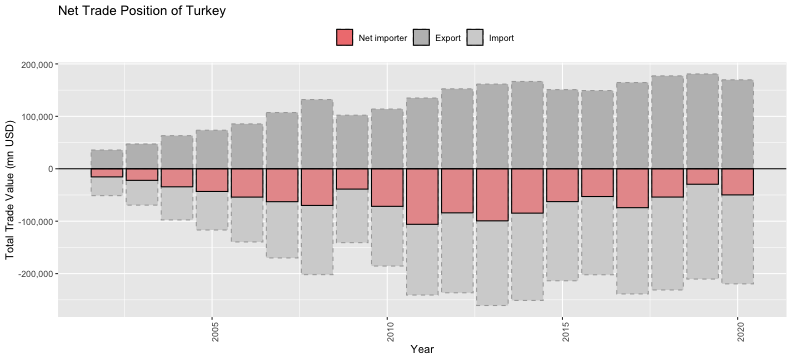 Net Trade Position of Turkey
Net importer Export Import
Total Trade Value (mn USD)
200,000
100,000
0
-100,000
-200,000
2005 2010 2015 2020
Year